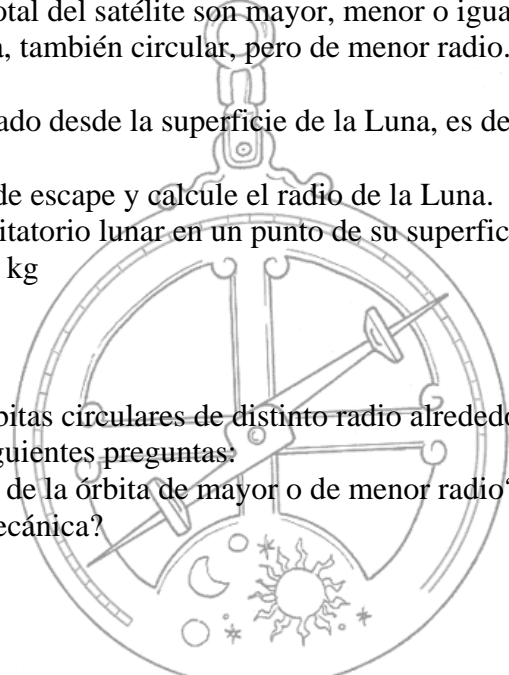 otal del satélite son mayor, menor o igua
a, también circular, pero de menor radio.
ado desde la superficie de la Luna, es de
de escape y calcule el radio de la Luna.
itatorio lunar en un punto de su superfic
kg
bitas circulares de distinto radio alrededo
guientes preguntas:
de la órbita de mayor o de menor radio
ecánica?